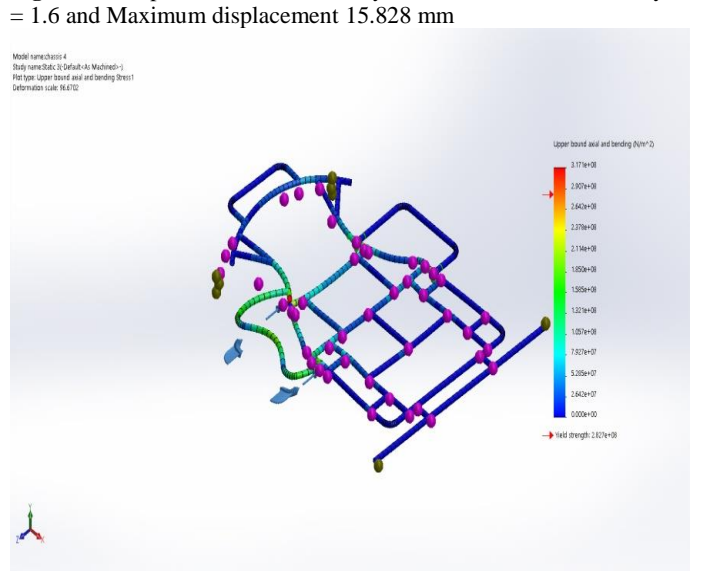 = 1.6 and Maximum displacement 15.828 mm
Model name:chassis 4
Study name:Static 3(-Default<As Machined>-)
Plot type: Upper bound axial and bending Stress1
Deformation scale: 96.6702
Upper bound axial and bending (N/m^2)
3.171e+08
2.907e+08
2.642e+08
2.378e+08
2.114e+08
1.850e+08
1.585e+08
1.321e+08
1.057e+08
7.927e+07
5.285e+07
2.642e+07
0.000e+00
Yield strength: 2.827e+08
Y
Z
X